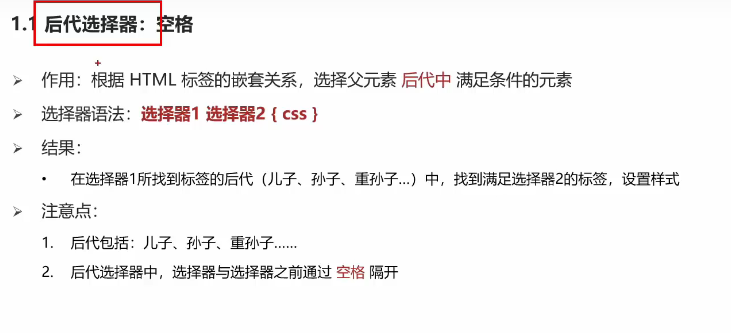 1.1 后代选择器：空格
作用：根据 HTML 标签的嵌套关系，选择父元素 后代中 满足条件的元素
选择器语法：选择器1 选择器2 { css }
结果：
• 在选择器1所找到标签的后代（儿子、孙子、重孙子...）中，找到满足选择器2的标签，设置样式
注意点：
1. 后代包括：儿子、孙子、重孙子......
2. 后代选择器中，选择器与选择器之前通过 空格 隔开